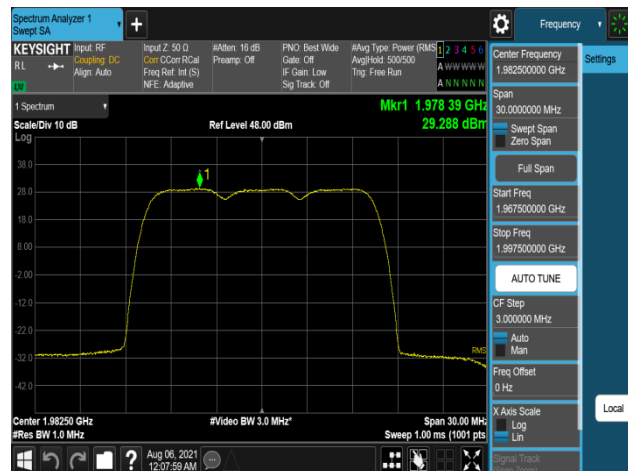 Spectrum Analyzer 1
Swept SA
Frequency
KEYSIGHT
RL
Input: RF
Coupling: DC
Align: Auto
Input Z: 50 Ω
Corr CCorr RCal
Freq Ref: Int (S)
NFE: Adaptive
#Atten: 16 dB
Preamp: Off
PNO: Best Wide
Gate: Off
IF Gain: Low
Sig Track: Off
#Avg Type: Power (RMS
Avg|Hold: 500/500
Trig: Free Run
1 2 3 4 5 6
A W W W W W
A N N N N N
1 Spectrum
Scale/Div 10 dB
Ref Level 48.00 dBm
Mkr1 1.978 39 GHz
29.288 dBm
Log
38.0
28.0
18.0
8.00
-2.00
-12.0
-22.0
-32.0
-42.0
1
RMS
Center 1.98250 GHz
#Res BW 1.0 MHz
#Video BW 3.0 MHz*
Span 30.00 MHz
Sweep 1.00 ms (1001 pts
Aug 06, 2021
12:07:59 AM
Center Frequency
1.982500000 GHz
Span
30.0000000 MHz
Swept Span
Zero Span
Full Span
Start Freq
1.967500000 GHz
Stop Freq
1.997500000 GHz
AUTO TUNE
CF Step
3.000000 MHz
Auto
Man
Freq Offset
0 Hz
X Axis Scale
Log
Lin
Signal Track
(Span Zoom)
Settings
Local